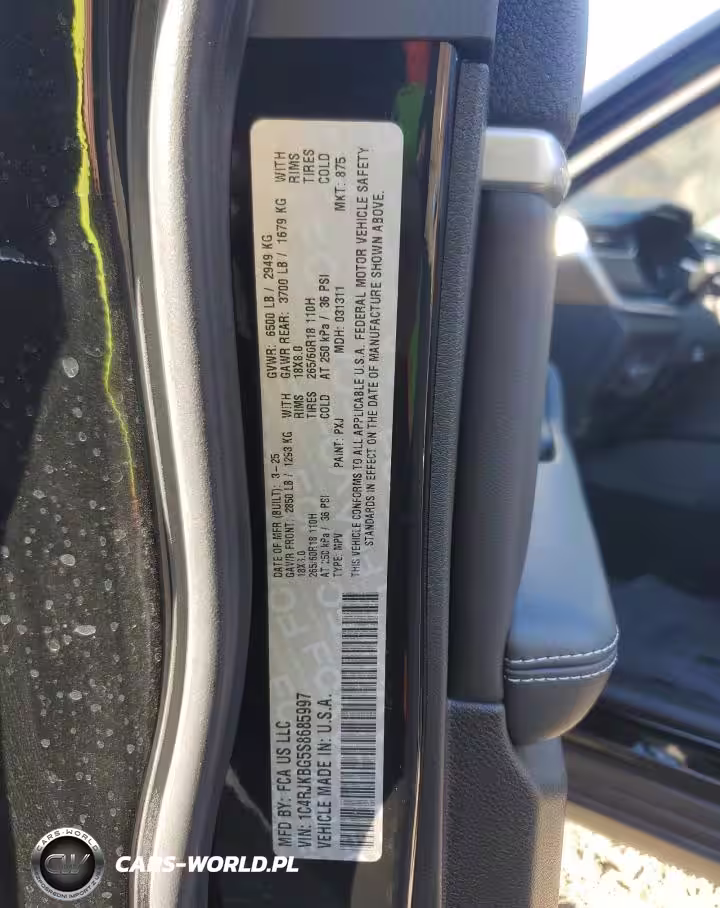 MFD BY: FCA US LLC
DATE OF MFR (BUILT): 3-25
GVWR: 6500 LB / 2949 KG
GAWR FRONT: 2850 LB / 1293 KG WITH
GAWR REAR: 3700 LB / 1679 KG WITH
18X8.0 RIMS
18X8.0 RIMS
265/60R18 110H TIRES
265/60R18 110H TIRES
AT 250 kPa / 36 PSI COLD
AT 250 kPa / 36 PSI COLD
VIN: 1C4RJKBG5S8685997
TYPE: MPV PAINT: PXJ MDH: 031311 MKT: 875
VEHICLE MADE IN: U.S.A.
THIS VEHICLE CONFORMS TO ALL APPLICABLE U.S.A. FEDERAL MOTOR VEHICLE SAFETY
STANDARDS IN EFFECT ON THE DATE OF MANUFACTURE SHOWN ABOVE.
CARS-WORLD
CW
CARS-WORLD.PL